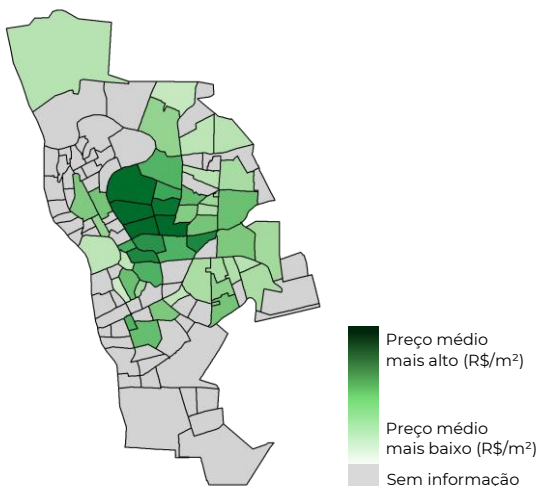 Preço médio
mais alto (R$/m²)
Preço médio
mais baixo (R$/m²)
Sem informação